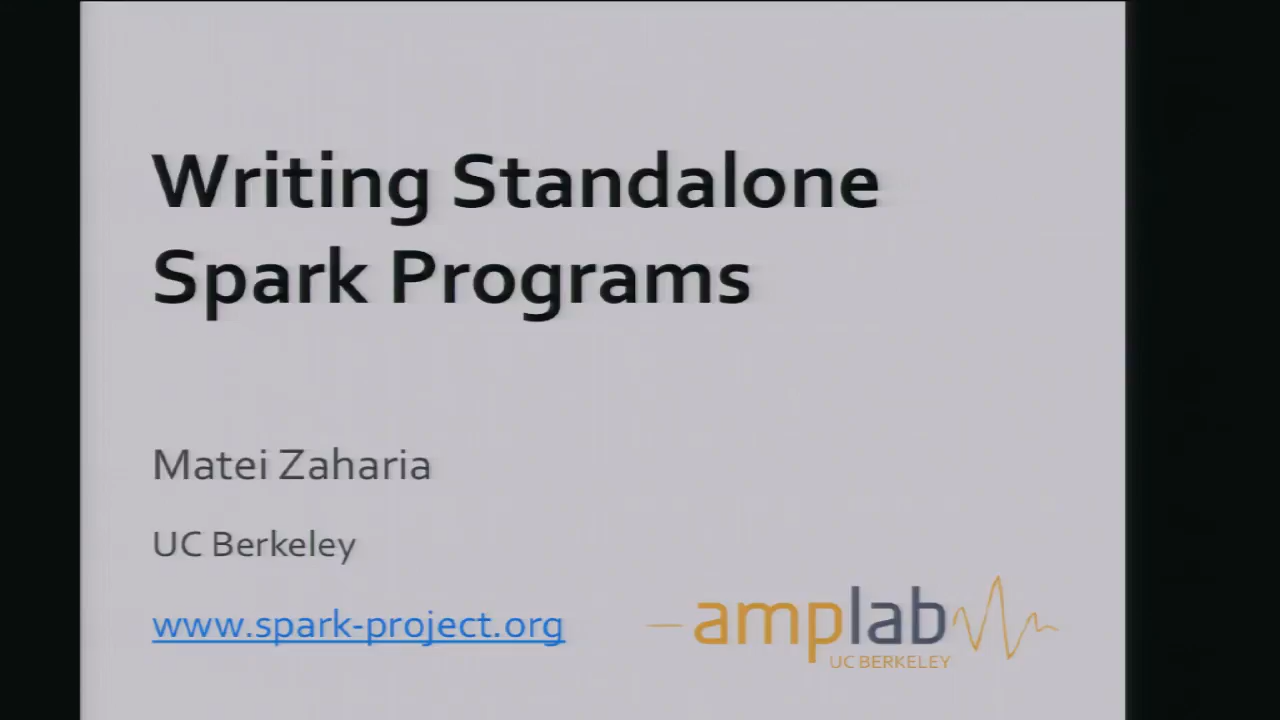 Writing Standalone
Spark Programs
Matei Zaharia
UC Berkeley
www.spark-project.org
amplab
UC BERKELEY